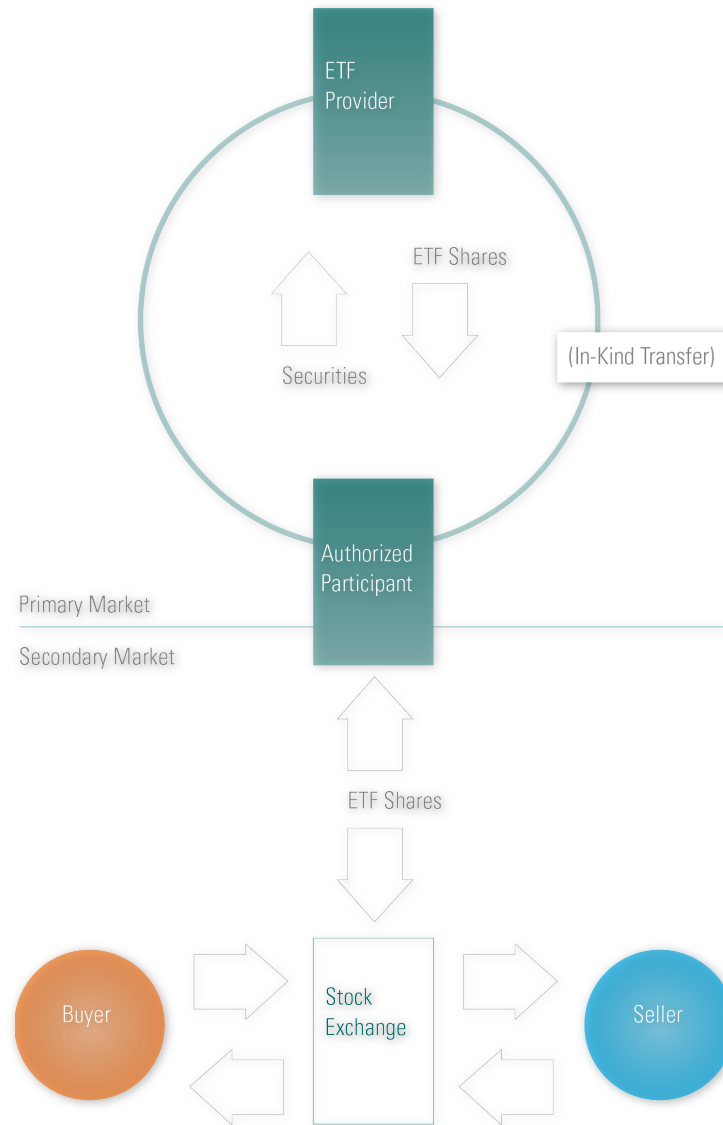 ETF
Provider
ETF Shares
(In-Kind Transfer)
Securities
Authorized
Participant
Primary Market
Secondary Market
ETF Shares
Buyer
Stock
Exchange
Seller